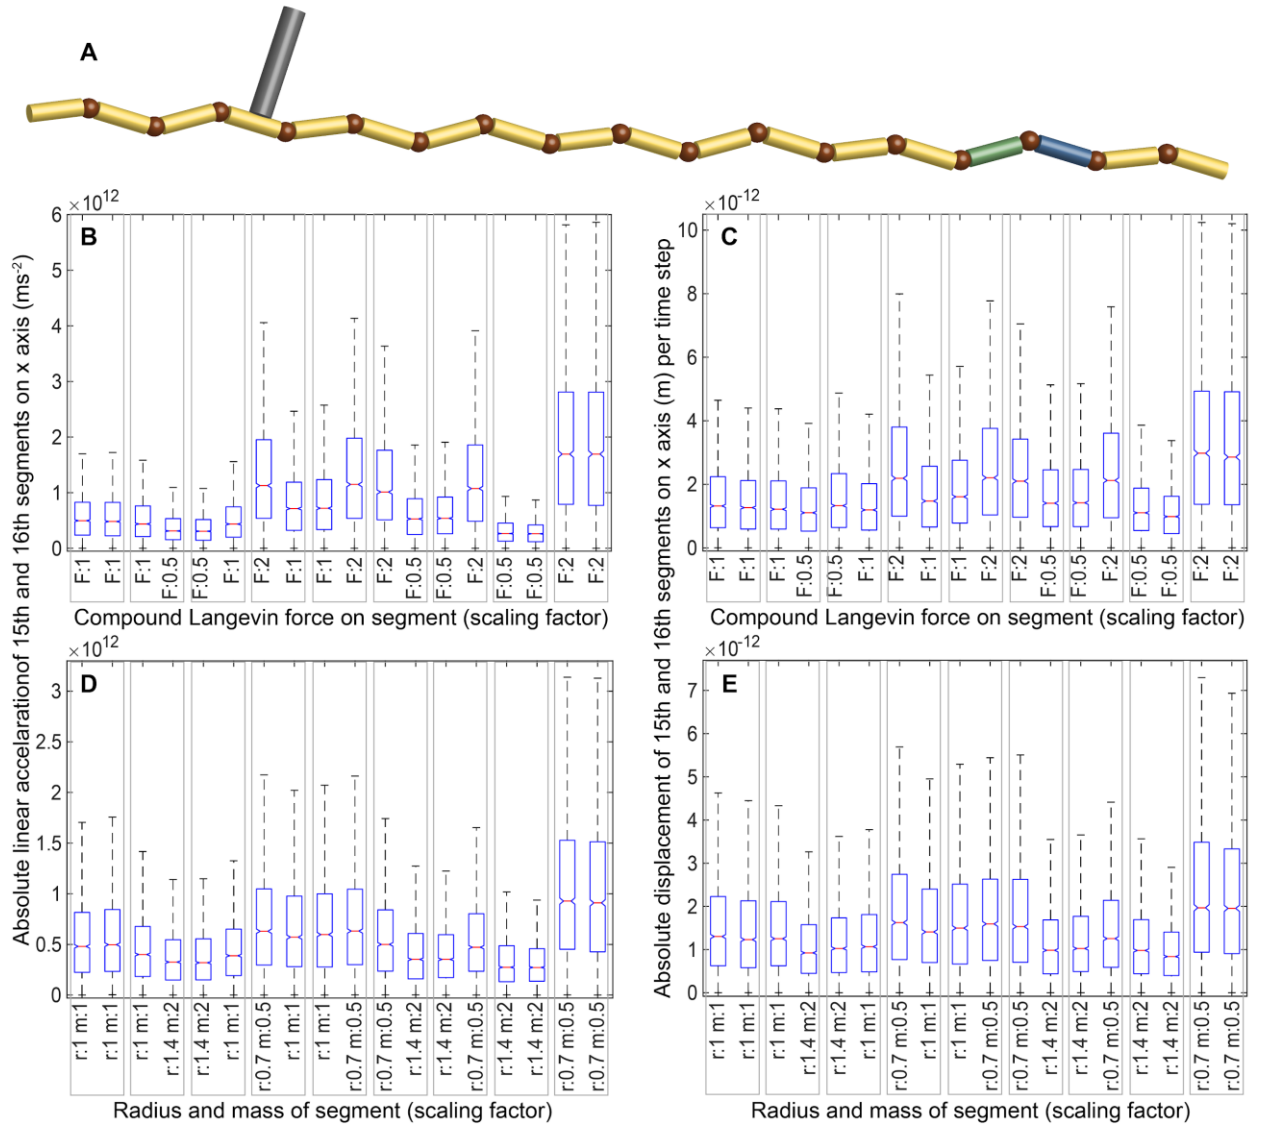 A
×10¹²
B
6
5
4
3
2
1
0
F:1 F:1 F:1 F:0.5 F:0.5 F:1 F:2 F:1 F:1 F:2 F:2 F:0.5 F:0.5 F:2 F:0.5 F:0.5 F:2 F:2
Compound Langevin force on segment (scaling factor)
×10⁻¹²
C
10
8
6
4
2
0
F:1 F:1 F:1 F:0.5 F:0.5 F:1 F:2 F:1 F:1 F:2 F:2 F:0.5 F:0.5 F:2 F:0.5 F:0.5 F:2 F:2
Compound Langevin force on segment (scaling factor)
Absolute linear accelarationof 15th and 16th segments on x axis (ms⁻²)
Absolute displacement of 15th and 16th segments on x axis (m) per time step
×10¹²
D
3
2.5
2
1.5
1
0.5
0
r:1 m:1 r:1 m:1 r:1 m:1 r:1.4 m:2 r:1.4 m:2 r:1 m:1 r:0.7 m:0.5 r:1 m:1 r:1 m:1 r:0.7 m:0.5 r:0.7 m:0.5 r:1.4 m:2 r:1.4 m:2 r:0.7 m:0.5 r:1.4 m:2 r:1.4 m:2 r:0.7 m:0.5 r:0.7 m:0.5
Radius and mass of segment (scaling factor)
×10⁻¹²
E
7
6
5
4
3
2
1
0
r:1 m:1 r:1 m:1 r:1 m:1 r:1.4 m:2 r:1.4 m:2 r:1 m:1 r:0.7 m:0.5 r:1 m:1 r:1 m:1 r:0.7 m:0.5 r:0.7 m:0.5 r:1.4 m:2 r:1.4 m:2 r:0.7 m:0.5 r:1.4 m:2 r:1.4 m:2 r:0.7 m:0.5 r:0.7 m:0.5
Radius and mass of segment (scaling factor)